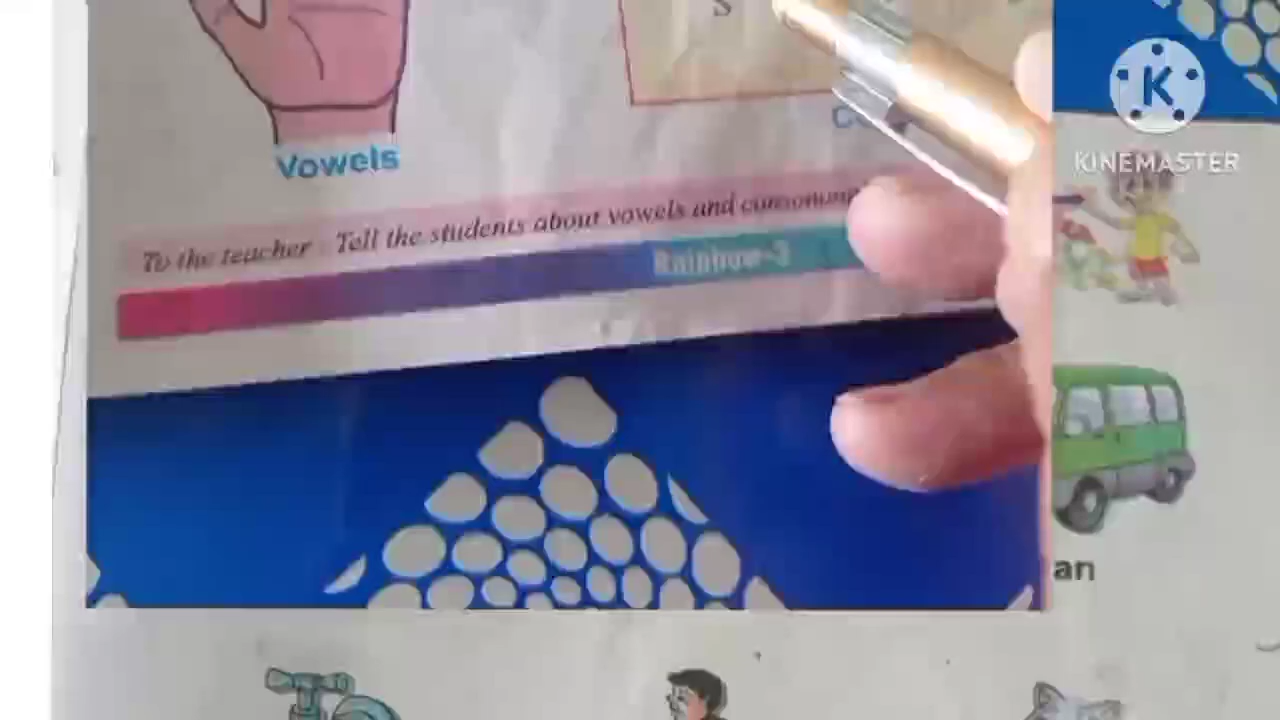 S
Vowels
To the teacher : Tell the students about vowels and
Rainbow-3
K
KINEMASTER
an